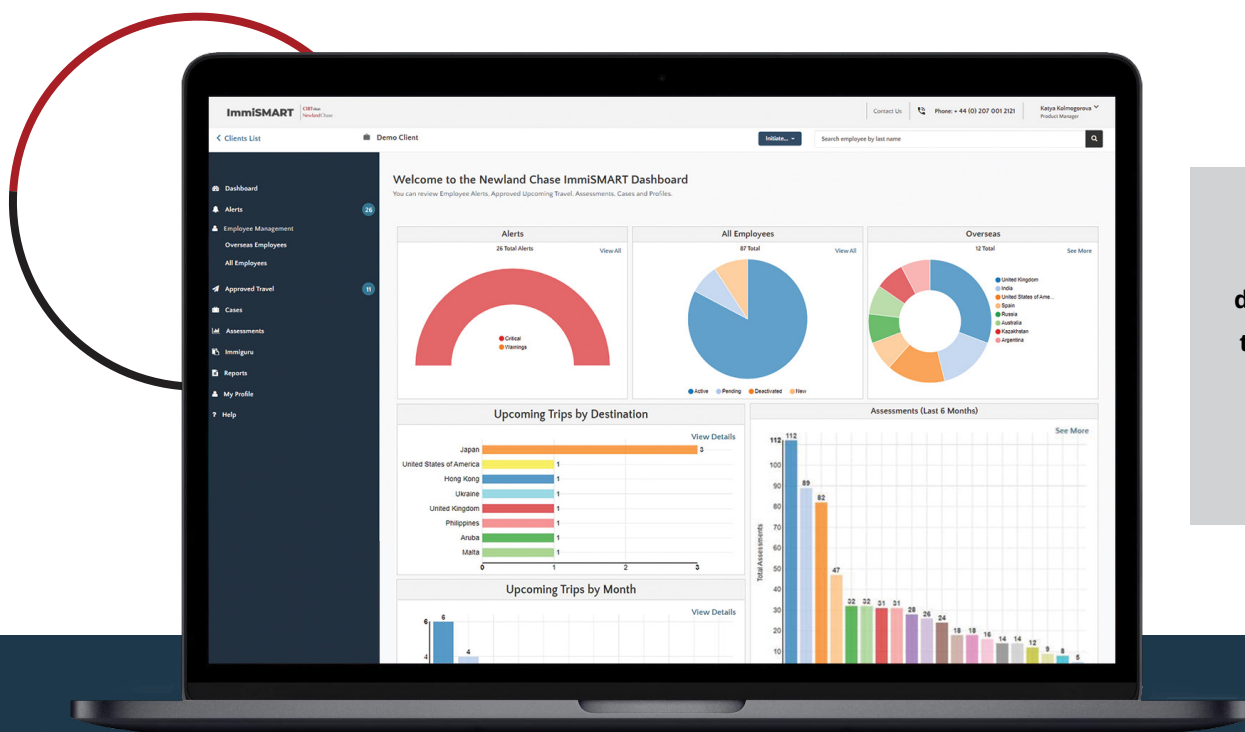 ImmiSMART
CIBTvisas
NewlandChase
Contact Us
Phone: + 44 (0) 207 001 2121
Katya Kolmogorova
Product Manager
Clients List
Demo Client
Initiate...
Search employee by last name
Dashboard
Alerts 26
Employee Management
Overseas Employees
All Employees
Approved Travel 11
Cases
Assessments
Immiguru
Reports
My Profile
? Help
Welcome to the Newland Chase ImmiSMART Dashboard
You can review Employee Alerts, Approved Upcoming Travel, Assessments, Cases and Profiles.
Alerts
26 Total Alerts
View All
Critical
Warnings
All Employees
87 Total
View All
Active Pending Deactivated New
Overseas
12 Total
See More
United Kingdom
India
United States of Ame...
Spain
Russia
Australia
Kazakhstan
Argentina
Upcoming Trips by Destination
View Details
Japan 3
United States of America 1
Hong Kong 1
Ukraine 1
United Kingdom 1
Philippines 1
Aruba 1
Malta 1
0 1 2 3
Upcoming Trips by Month
View Details
6 6
4 4
Assessments (Last 6 Months)
See More
Total Assessments
112
100
90
80
70
60
50
40
30
20
10
112 89 82 47 32 32 31 31 28 26 24 18 18 16 14 14 12 9 8 5
d
t